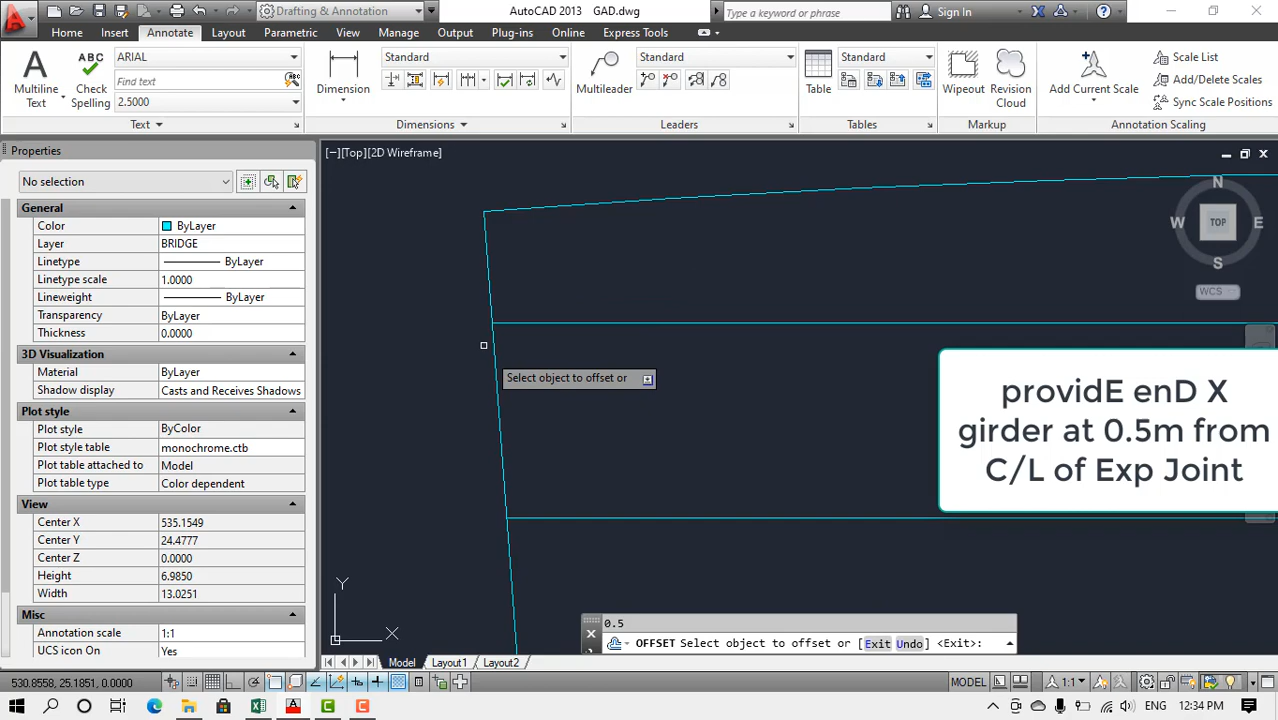 Drafting & Annotation
AutoCAD 2013 GAD.dwg
Type a keyword or phrase
Sign In
Home Insert Annotate Layout Parametric View Manage Output Plug-ins Online Express Tools
Multiline Text
ABC
Check Spelling
ARIAL
Find text
2.5000
Text
Dimension
Standard
Dimensions
Multileader
Standard
Leaders
Table
Standard
Tables
Wipeout
Revision Cloud
Markup
Add Current Scale
Scale List
Add/Delete Scales
Sync Scale Positions
Annotation Scaling
Properties
No selection
General
Color ByLayer
Layer BRIDGE
Linetype ByLayer
Linetype scale 1.0000
Lineweight ByLayer
Transparency ByLayer
Thickness 0.0000
3D Visualization
Material ByLayer
Shadow display Casts and Receives Shadows
Plot style
Plot style ByColor
Plot style table monochrome.ctb
Plot table attached to Model
Plot table type Color dependent
View
Center X 535.1549
Center Y 24.4777
Center Z 0.0000
Height 6.9850
Width 13.0251
Misc
Annotation scale 1:1
UCS icon On Yes
[−][Top][2D Wireframe]
N
W TOP E
S
WCS
Select object to offset or
providE enD X
girder at 0.5m from
C/L of Exp Joint
Y
X
0.5
OFFSET Select object to offset or [Exit Undo] <Exit>:
Model Layout1 Layout2
530.8558, 25.1851, 0.0000
MODEL
1:1
ENG 12:34 PM